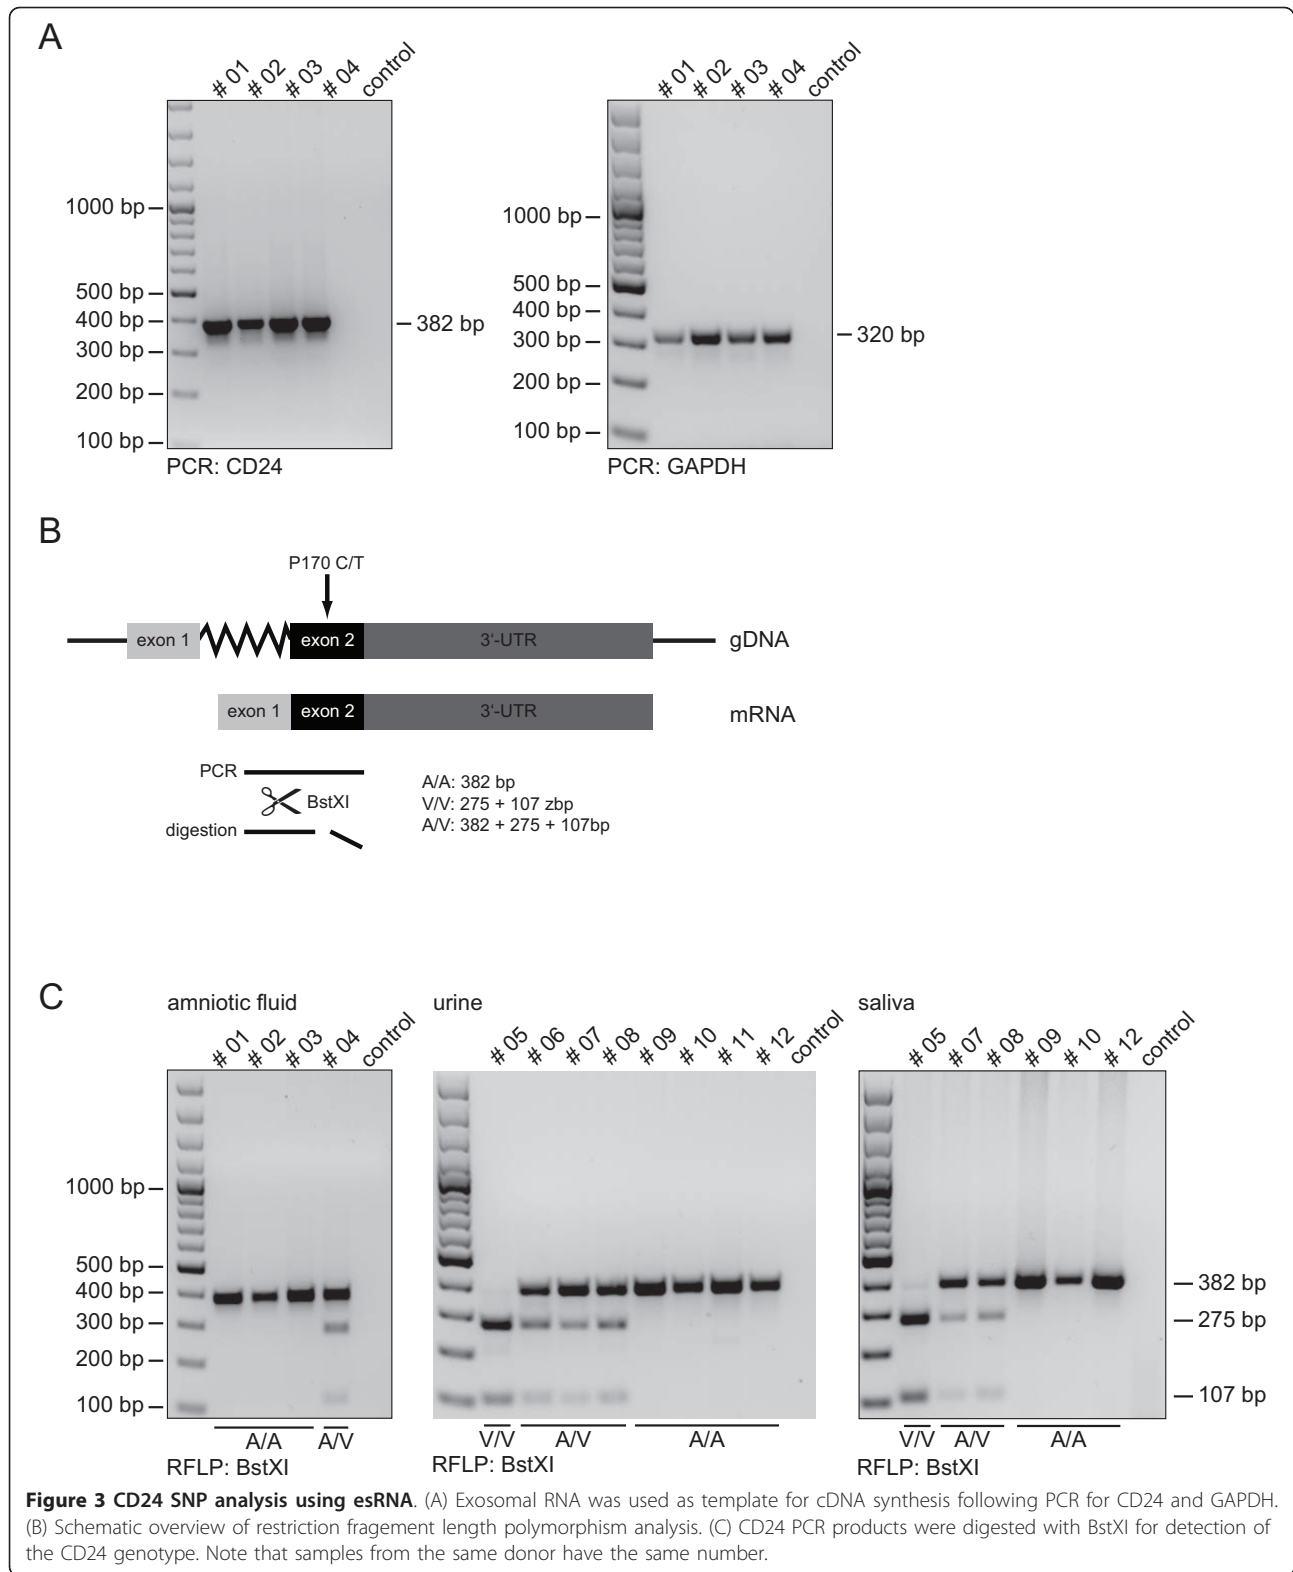 A
# 01 # 02 # 03 # 04 control
1000 bp
500 bp
400 bp
300 bp
200 bp
100 bp
382 bp
PCR: CD24
# 01 # 02 # 03 # 04 control
1000 bp
500 bp
400 bp
300 bp
200 bp
100 bp
320 bp
PCR: GAPDH
B
P170 C/T
exon 1 exon 2 3'-UTR gDNA
exon 1 exon 2 3'-UTR mRNA
PCR
BstXI
digestion
A/A: 382 bp
V/V: 275 + 107 zbp
A/V: 382 + 275 + 107bp
C
amniotic fluid
# 01 # 02 # 03 # 04 control
1000 bp
500 bp
400 bp
300 bp
200 bp
100 bp
A/A A/V
RFLP: BstXI
urine
# 05 # 06 # 07 # 08 # 09 # 10 # 11 # 12 control
V/V A/V A/A
RFLP: BstXI
saliva
# 05 # 07 # 08 # 09 # 10 # 12 control
382 bp
275 bp
107 bp
V/V A/V A/A
RFLP: BstXI
Figure 3 CD24 SNP analysis using esRNA. (A) Exosomal RNA was used as template for cDNA synthesis following PCR for CD24 and GAPDH.
(B) Schematic overview of restriction fragement length polymorphism analysis. (C) CD24 PCR products were digested with BstXI for detection of
the CD24 genotype. Note that samples from the same donor have the same number.